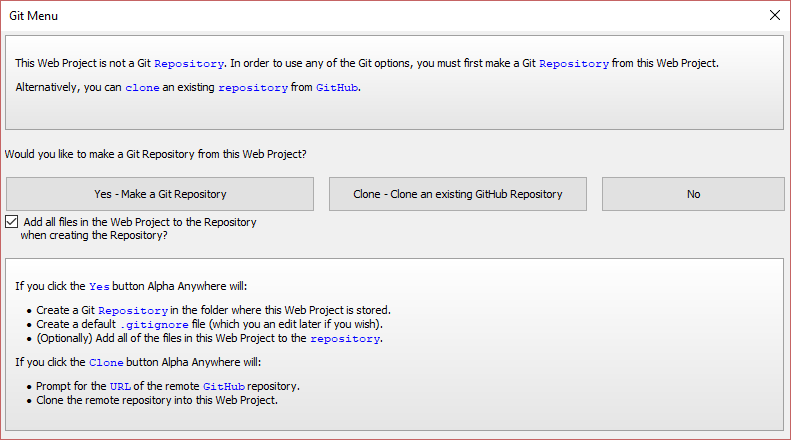 Git Menu
This Web Project is not a Git Repository. In order to use any of the Git options, you must first make a Git Repository from this Web Project.
Alternatively, you can clone an existing repository from GitHub.
Would you like to make a Git Repository from this Web Project?
Yes - Make a Git Repository
Clone - Clone an existing GitHub Repository
No
Add all files in the Web Project to the Repository
when creating the Repository?
If you click the Yes button Alpha Anywhere will:
• Create a Git Repository in the folder where this Web Project is stored.
• Create a default .gitignore file (which you an edit later if you wish).
• (Optionally) Add all of the files in this Web Project to the repository.
If you click the Clone button Alpha Anywhere will:
• Prompt for the URL of the remote GitHub repository.
• Clone the remote repository into this Web Project.